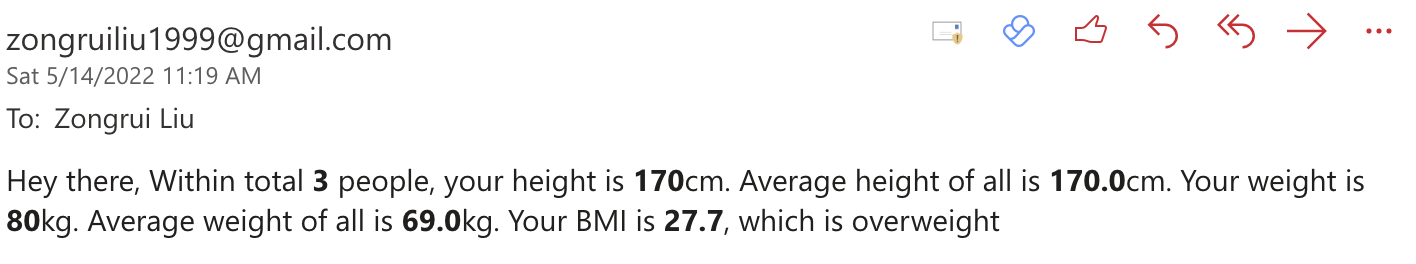 zongruiliu1999@gmail.com
Sat 5/14/2022 11:19 AM
To: Zongrui Liu
Hey there, Within total 3 people, your height is 170cm. Average height of all is 170.0cm. Your weight is
80kg. Average weight of all is 69.0kg. Your BMI is 27.7, which is overweight